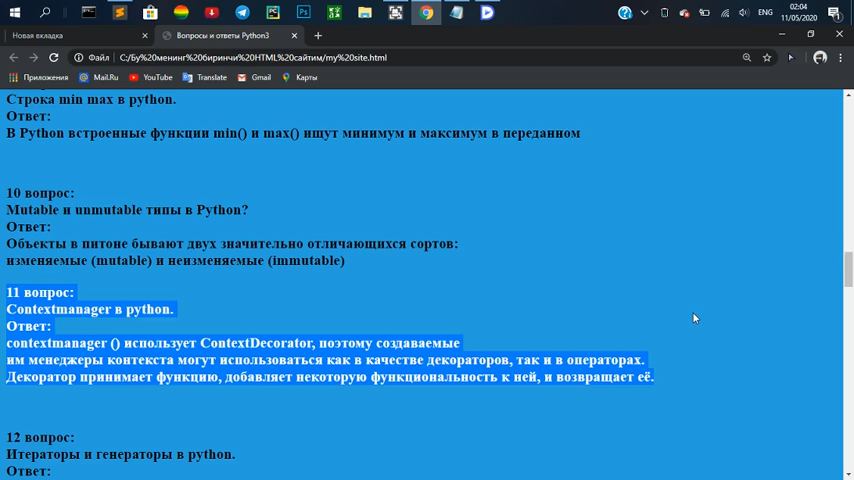 02:04
ENG
11/05/2020
Новая вкладка
Вопросы и ответы Python3
Файл
C:/Бу%20менинг%20биринчи%20HTML%20сайтим/my%20site.html
Приложения
Mail.Ru
YouTube
Translate
Gmail
Карты
Строка min max в python.
Ответ:
В Python встроенные функции min() и max() ищут минимум и максимум в переданном
10 вопрос:
Mutable и unmutable типы в Python?
Ответ:
Объекты в питоне бывают двух значительно отличающихся сортов:
изменяемые (mutable) и неизменяемые (immutable)
11 вопрос:
Contextmanager в python.
Ответ:
contextmanager () использует ContextDecorator, поэтому создаваемые
им менеджеры контекста могут использоваться как в качестве декораторов, так и в операторах.
Декоратор принимает функцию, добавляет некоторую функциональность к ней, и возвращает её.
12 вопрос:
Итераторы и генераторы в python.
Ответ: